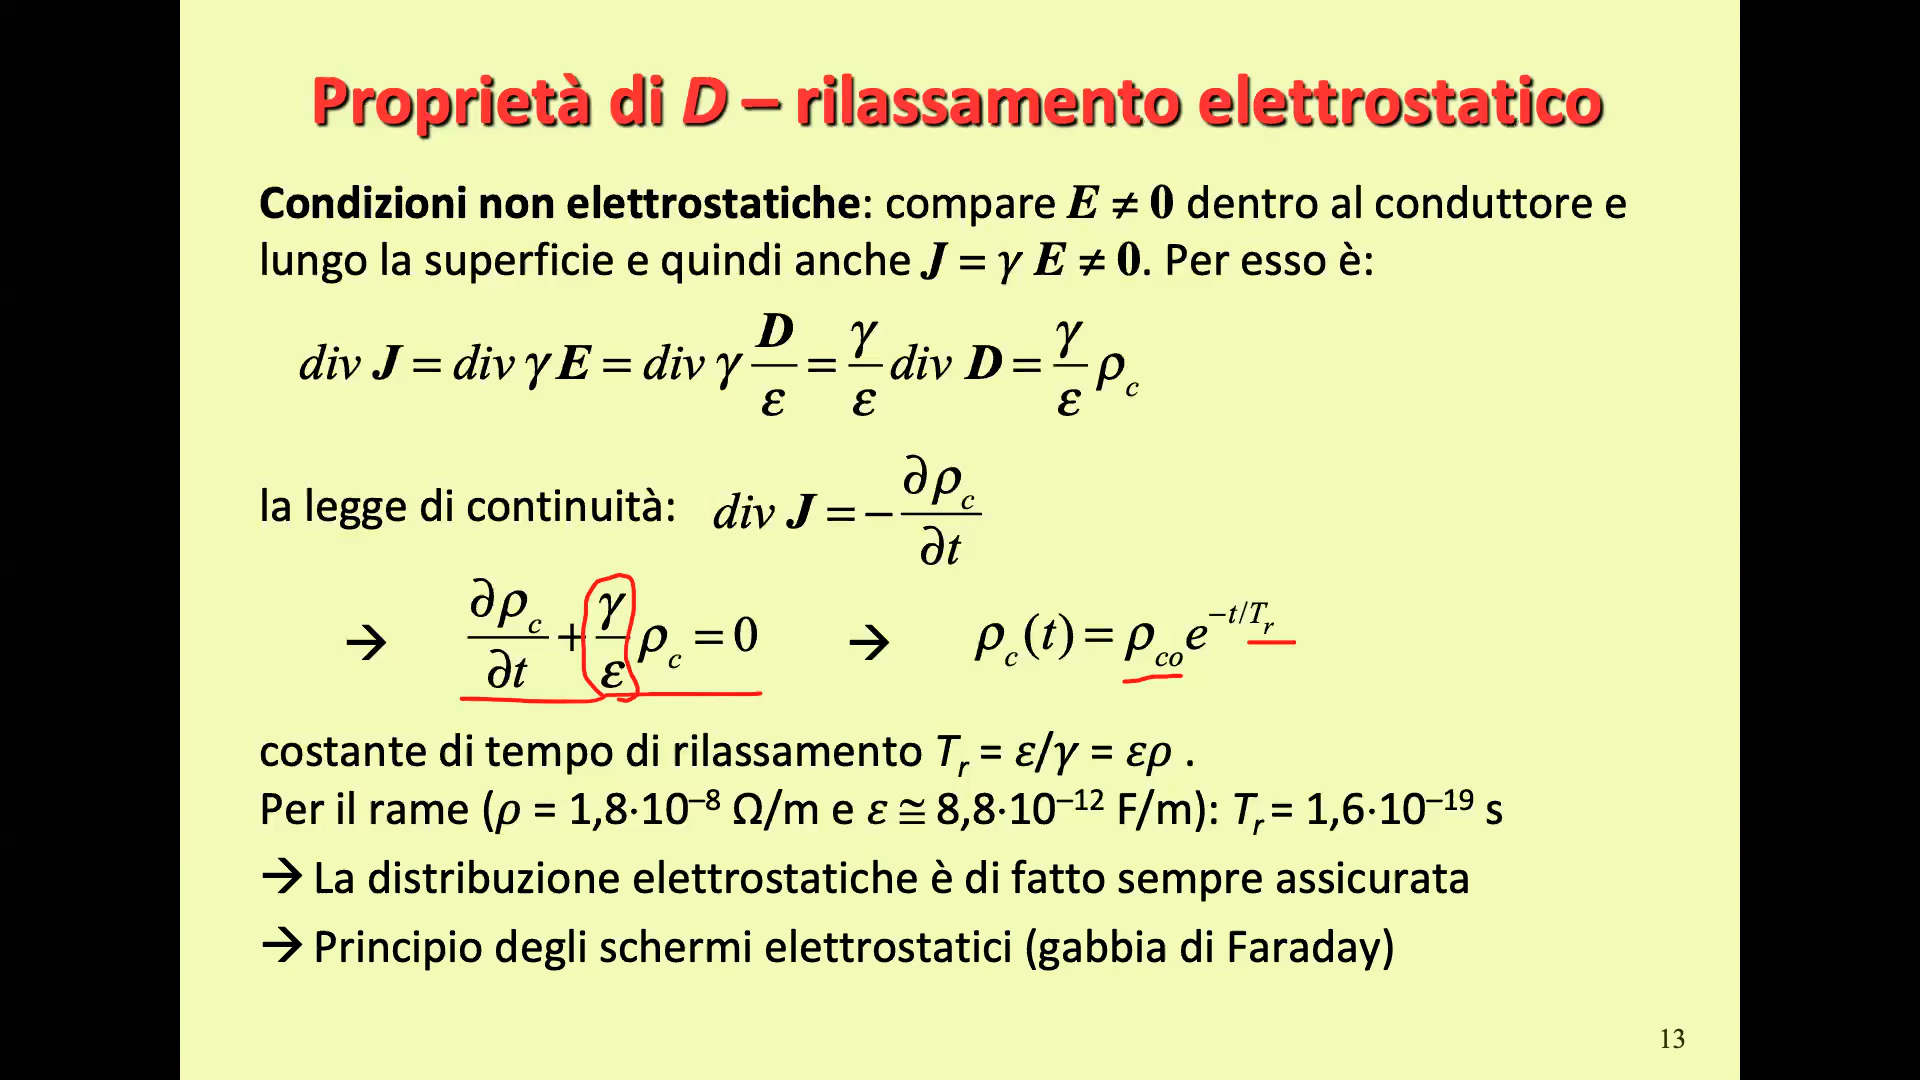 Proprietà di D – rilassamento elettrostatico
Condizioni non elettrostatiche: compare E ≠ 0 dentro al conduttore e
lungo la superficie e quindi anche J = γ E ≠ 0. Per esso è:
div J = div γ E = div γ D/ε = γ/ε div D = γ/ε ρc
la legge di continuità: div J = − ∂ρc/∂t
→ ∂ρc/∂t + γ/ε ρc = 0 → ρc(t) = ρco e^(−t/Tr)
costante di tempo di rilassamento Tr = ε/γ = ερ .
Per il rame (ρ = 1,8·10⁻⁸ Ω/m e ε ≅ 8,8·10⁻¹² F/m): Tr = 1,6·10⁻¹⁹ s
→ La distribuzione elettrostatiche è di fatto sempre assicurata
→ Principio degli schermi elettrostatici (gabbia di Faraday)
13